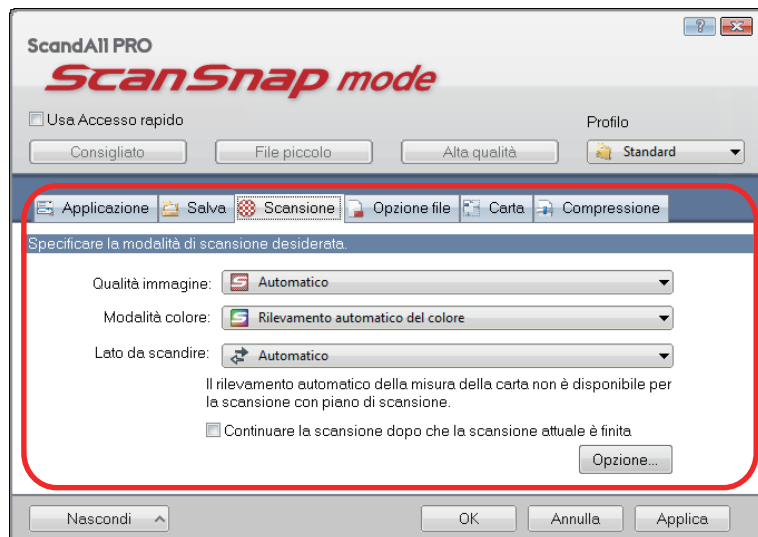 ScandAll PRO
ScanSnap mode
Usa Accesso rapido
Profilo
Consigliato File piccolo Alta qualità Standard
Applicazione Salva Scansione Opzione file Carta Compressione
Specificare la modalità di scansione desiderata.
Qualità immagine: Automatico
Modalità colore: Rilevamento automatico del colore
Lato da scandire: Automatico
Il rilevamento automatico della misura della carta non è disponibile per
la scansione con piano di scansione.
Continuare la scansione dopo che la scansione attuale è finita
Opzione...
Nascondi OK Annulla Applica